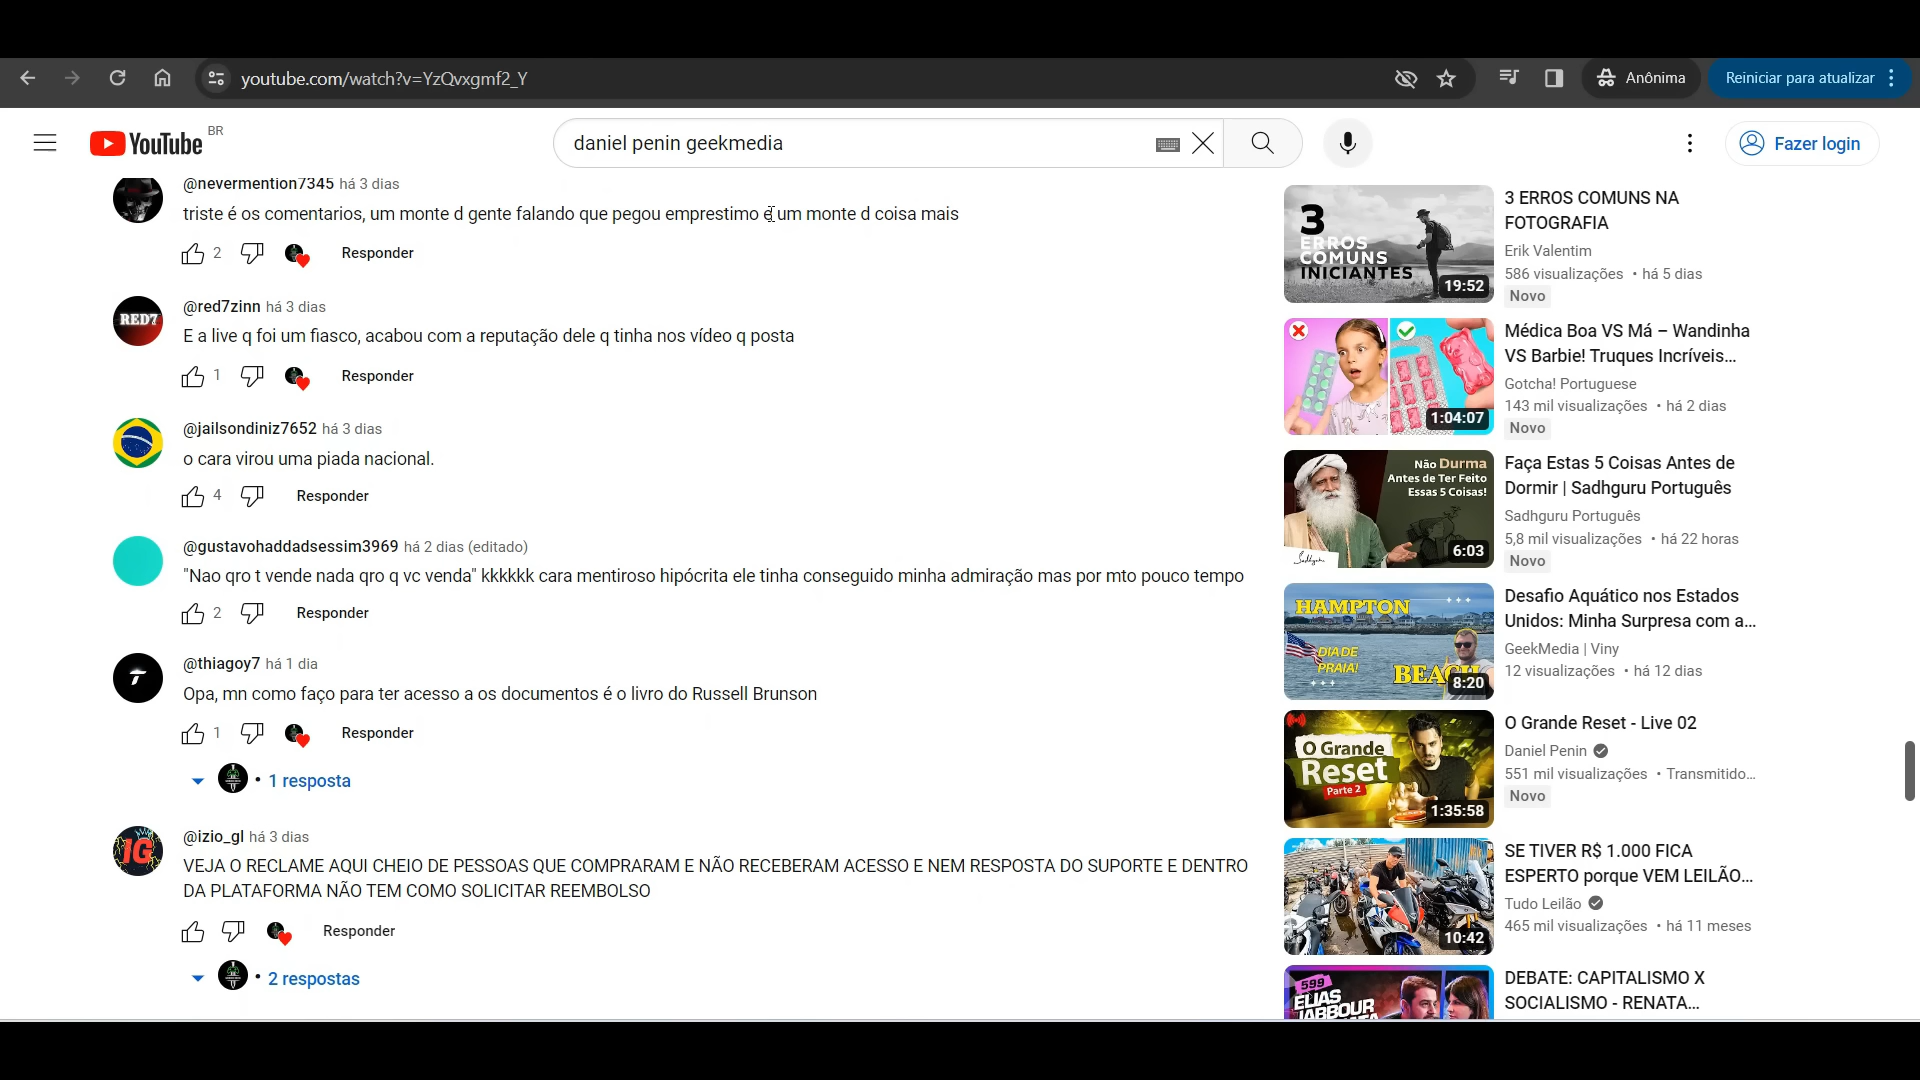 youtube.com/watch?v=YzQvxgmf2_Y
Anônima
Reiniciar para atualizar
YouTube
BR
daniel penin geekmedia
Fazer login
@nevermention7345 há 3 dias
triste é os comentarios, um monte d gente falando que pegou emprestimo e um monte d coisa mais
2
Responder
RED7
@red7zinn há 3 dias
E a live q foi um fiasco, acabou com a reputação dele q tinha nos vídeo q posta
1
Responder
@jailsondiniz7652 há 3 dias
o cara virou uma piada nacional.
4
Responder
@gustavohaddadsessim3969 há 2 dias (editado)
"Nao qro t vende nada qro q vc venda" kkkkkk cara mentiroso hipócrita ele tinha conseguido minha admiração mas por mto pouco tempo
2
Responder
@thiagoy7 há 1 dia
Opa, mn como faço para ter acesso a os documentos é o livro do Russell Brunson
1
Responder
• 1 resposta
IG
@izio_gl há 3 dias
VEJA O RECLAME AQUI CHEIO DE PESSOAS QUE COMPRARAM E NÃO RECEBERAM ACESSO E NEM RESPOSTA DO SUPORTE E DENTRO
DA PLATAFORMA NÃO TEM COMO SOLICITAR REEMBOLSO
Responder
• 2 respostas
3
ERROS
COMUNS
INICIANTES
19:52
3 ERROS COMUNS NA
FOTOGRAFIA
Erik Valentim
586 visualizações • há 5 dias
Novo
1:04:07
Médica Boa VS Má – Wandinha
VS Barbie! Truques Incríveis...
Gotcha! Portuguese
143 mil visualizações • há 2 dias
Novo
Não Durma
Antes de Ter Feito
Essas 5 Coisas!
6:03
Faça Estas 5 Coisas Antes de
Dormir | Sadhguru Português
Sadhguru Português
5,8 mil visualizações • há 22 horas
Novo
HAMPTON
DIA DE
PRAIA!
BEACH
8:20
Desafio Aquático nos Estados
Unidos: Minha Surpresa com a...
GeekMedia | Viny
12 visualizações • há 12 dias
O Grande
Reset
Parte 2
1:35:58
O Grande Reset - Live 02
Daniel Penin
551 mil visualizações • Transmitido...
Novo
10:42
SE TIVER R$ 1.000 FICA
ESPERTO porque VEM LEILÃO...
Tudo Leilão
465 mil visualizações • há 11 meses
599
ELIAS
JABBOUR
DEBATE: CAPITALISMO X
SOCIALISMO - RENATA...